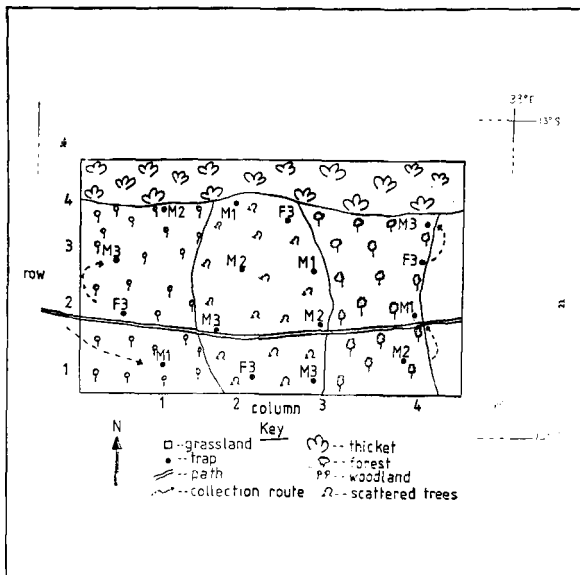 33°E
13°S
4
M2
M1
F3
M3
3
M3
M2
M1
F3
row
2
F3
M3
M2
M1
1
M1
F3
M3
M2
1
2
3
4
column
Key
N
grassland
thicket
trap
forest
path
woodland
collection route
scattered trees